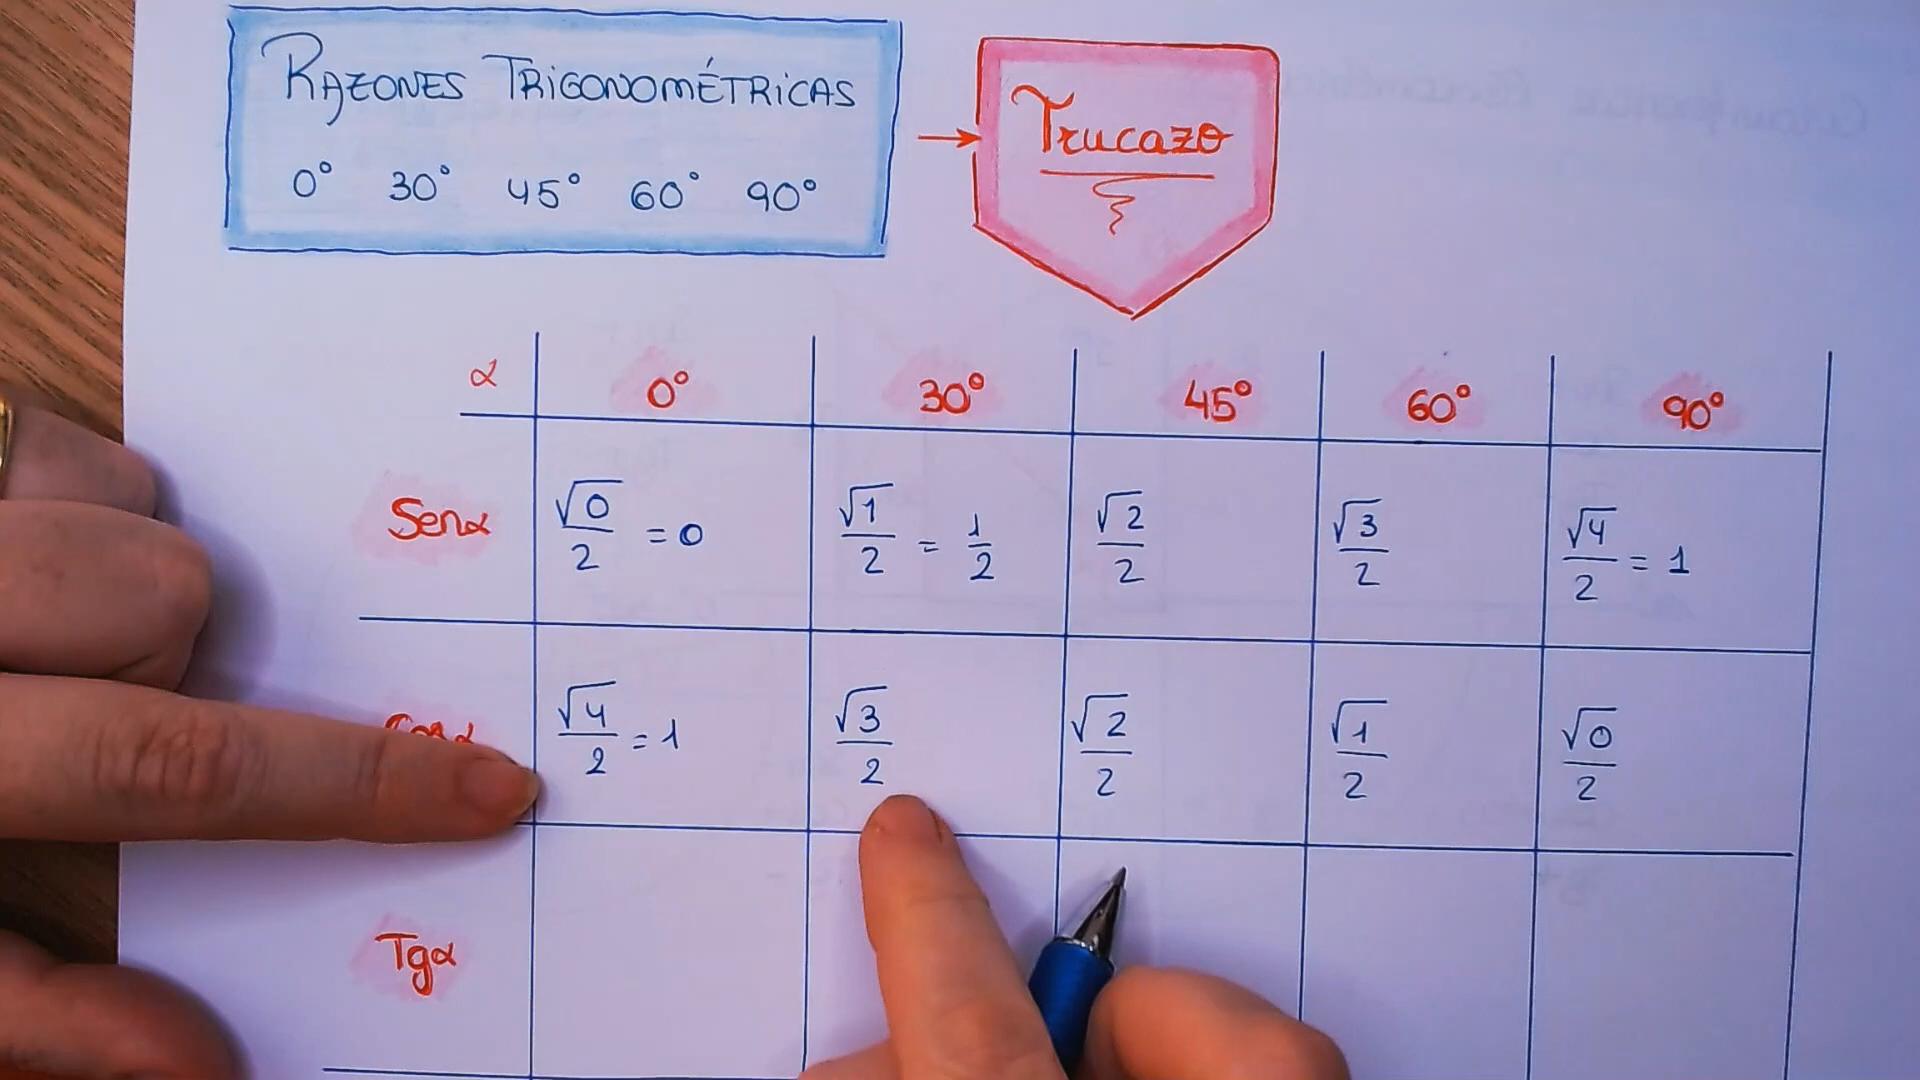 RAZONES TRIGONOMÉTRICAS
0° 30° 45° 60° 90°
Trucazo
α 0° 30° 45° 60° 90°
Senα √0/2 = 0 √1/2 = 1/2 √2/2 √3/2 √4/2 = 1
Cosα √4/2 = 1 √3/2 √2/2 √1/2 √0/2
Tgα